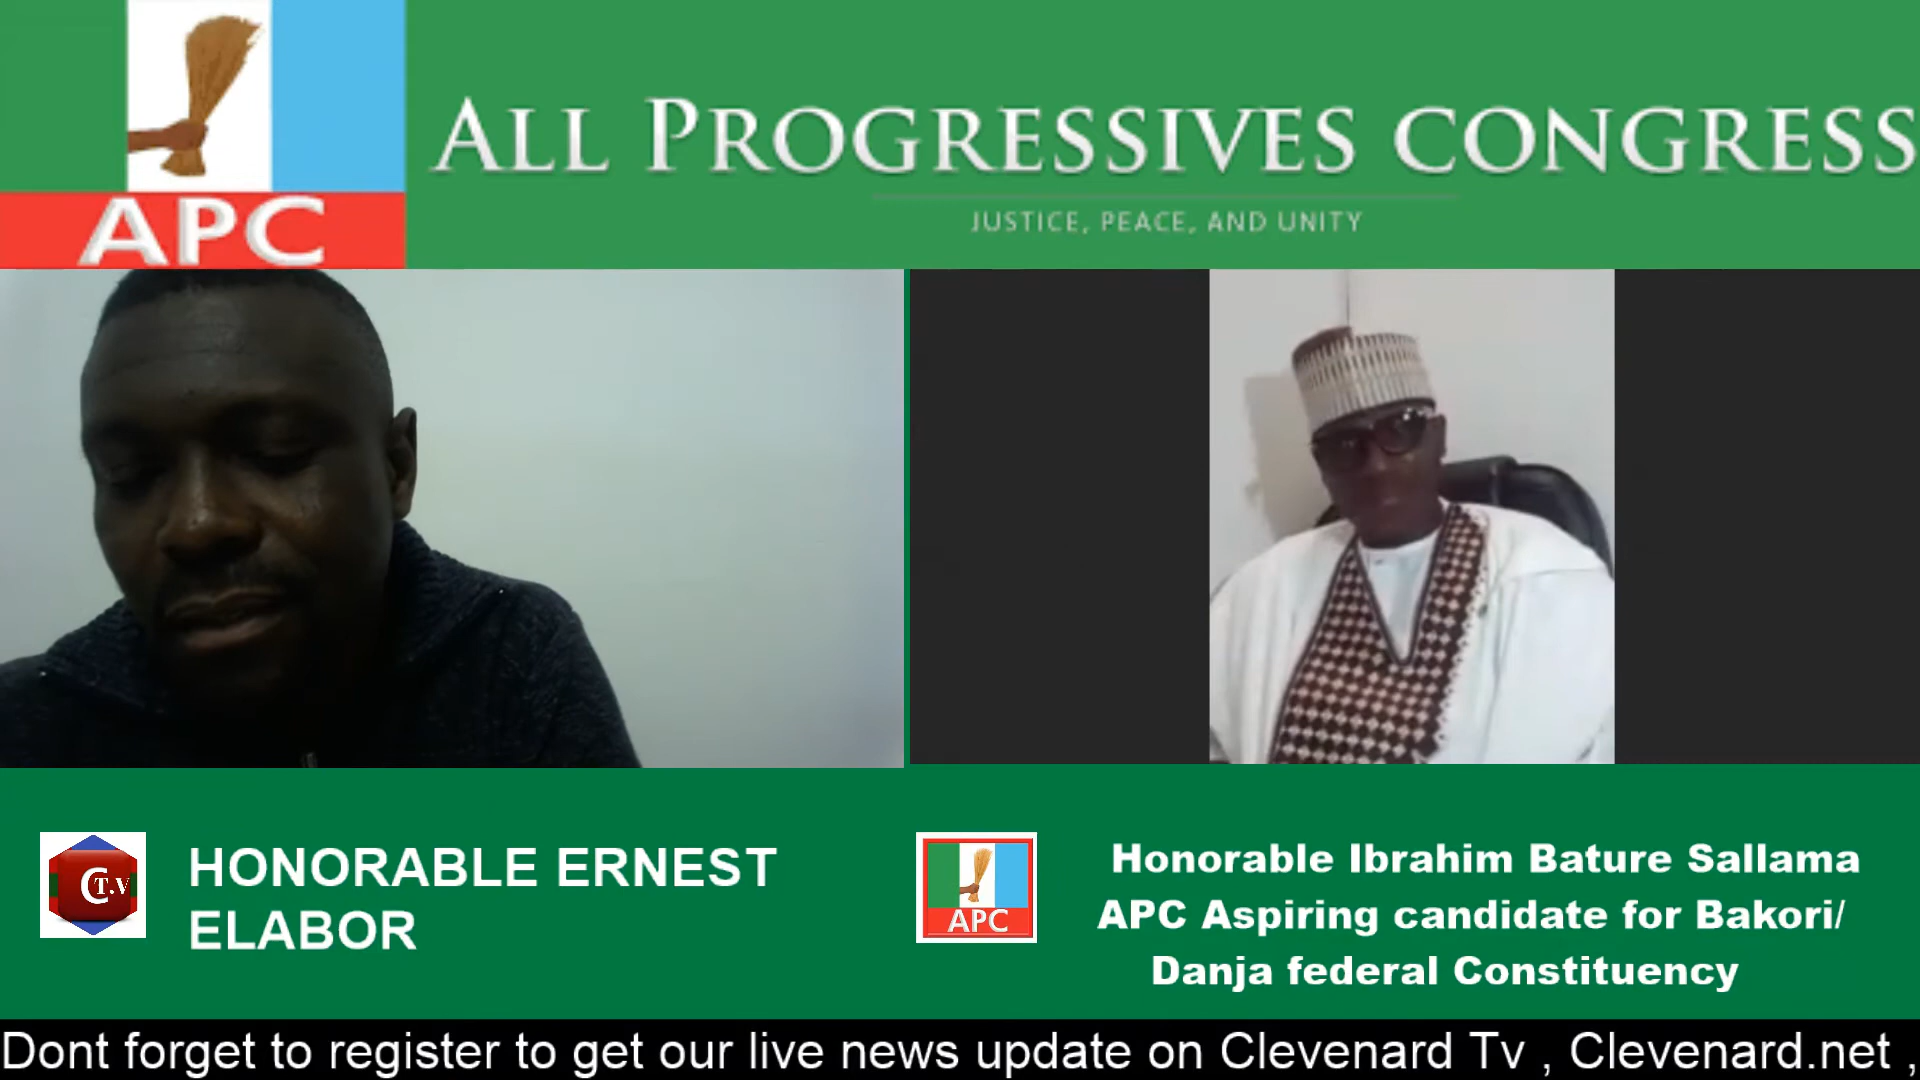 ALL PROGRESSIVES CONGRESS
JUSTICE, PEACE, AND UNITY
APC
CT.V
HONORABLE ERNEST
ELABOR
APC
Honorable Ibrahim Bature Sallama
APC Aspiring candidate for Bakori/
Danja federal Constituency
Dont forget to register to get our live news update on Clevenard Tv , Clevenard.net ,